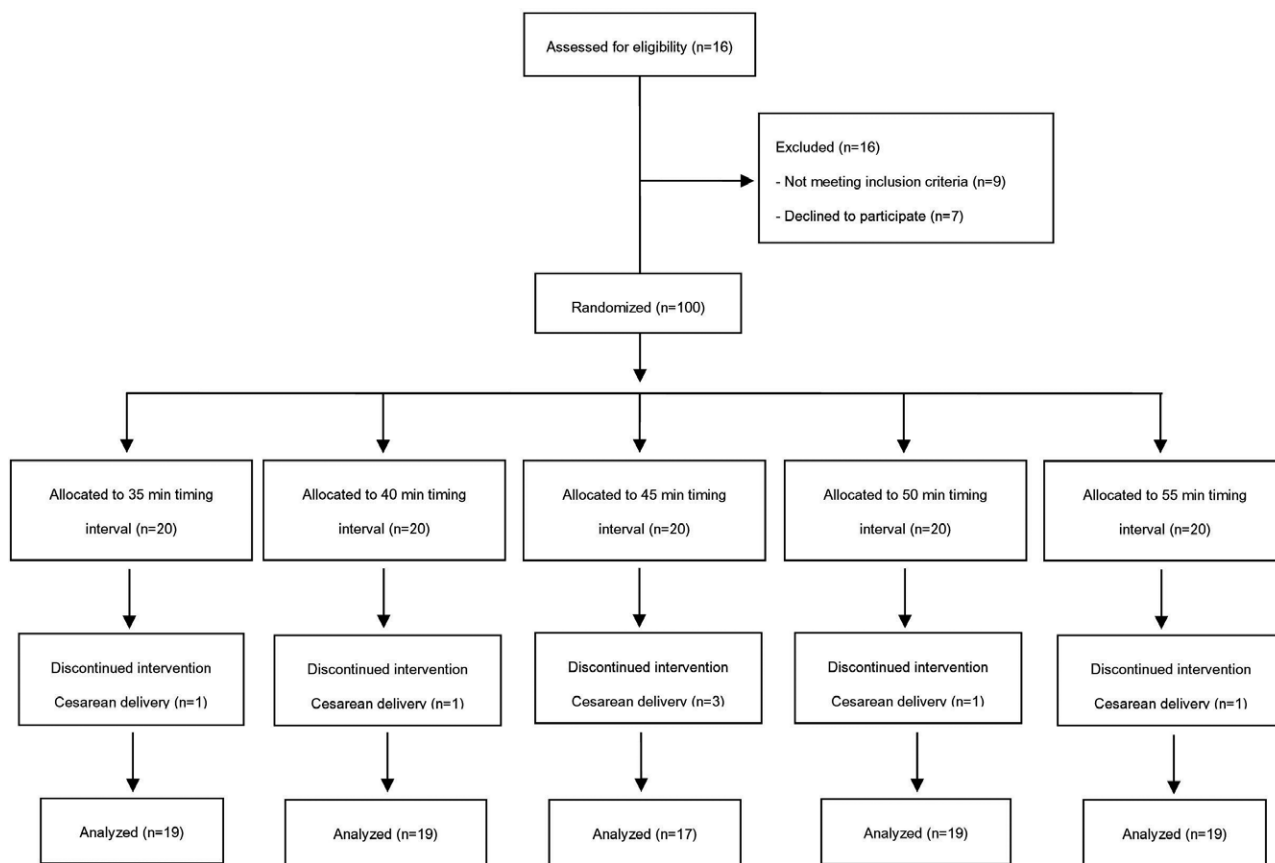 Assessed for eligibility (n=16)
Excluded (n=16)
- Not meeting inclusion criteria (n=9)
- Declined to participate (n=7)
Randomized (n=100)
Allocated to 35 min timing
interval (n=20)
Allocated to 40 min timing
interval (n=20)
Allocated to 45 min timing
interval (n=20)
Allocated to 50 min timing
interval (n=20)
Allocated to 55 min timing
interval (n=20)
Discontinued intervention
Cesarean delivery (n=1)
Discontinued intervention
Cesarean delivery (n=1)
Discontinued intervention
Cesarean delivery (n=3)
Discontinued intervention
Cesarean delivery (n=1)
Discontinued intervention
Cesarean delivery (n=1)
Analyzed (n=19)
Analyzed (n=19)
Analyzed (n=17)
Analyzed (n=19)
Analyzed (n=19)